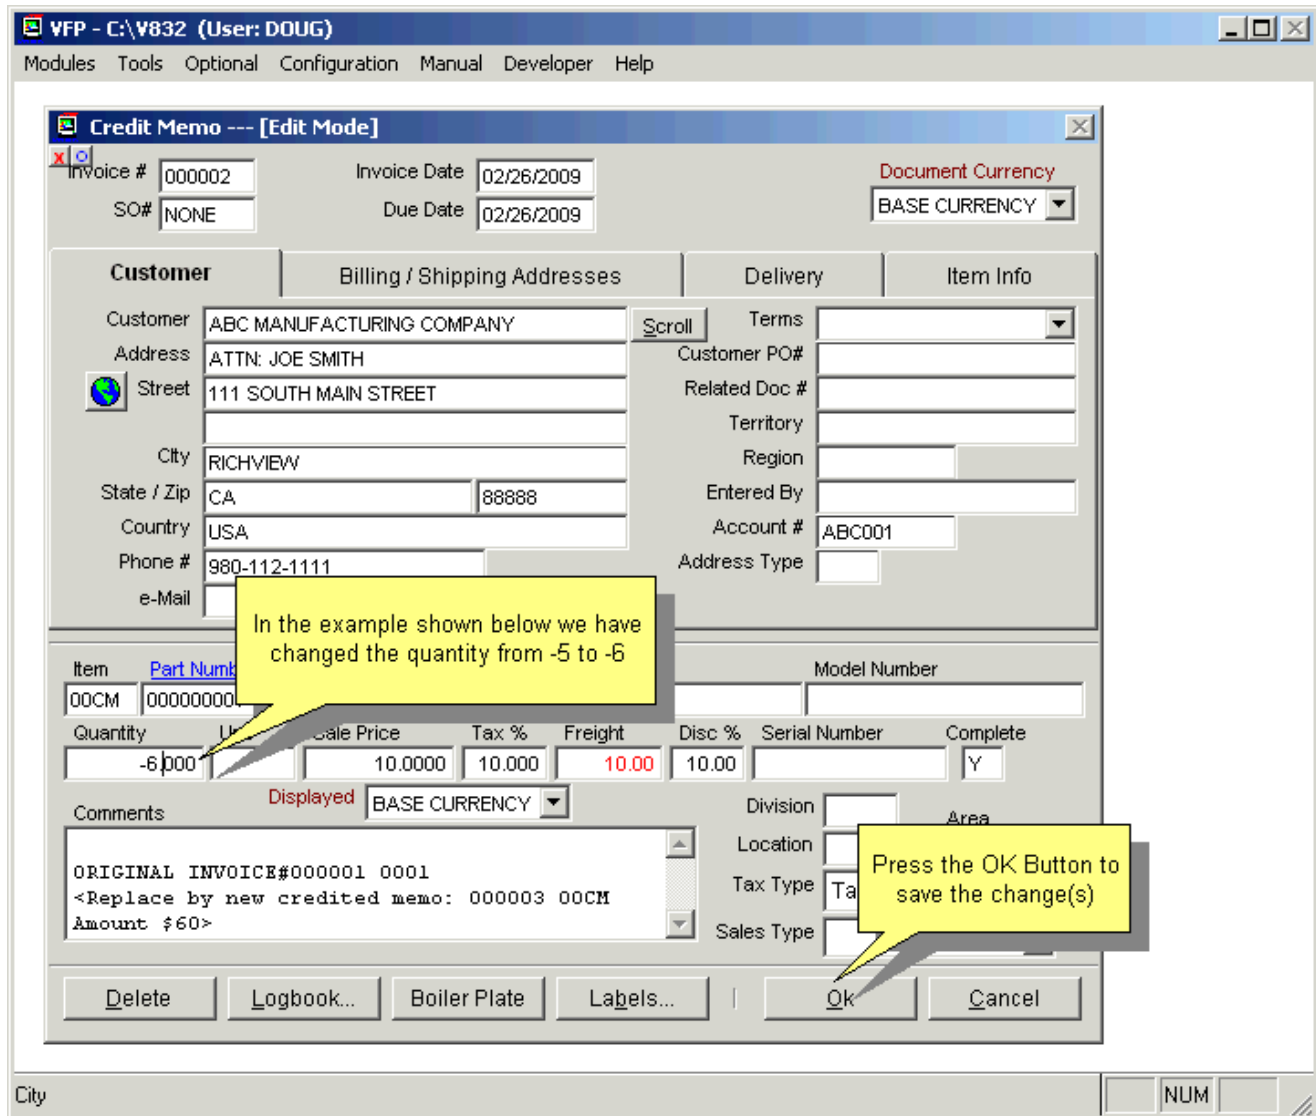 VFP - C:\V832 (User: DOUG)
Modules Tools Optional Configuration Manual Developer Help
Credit Memo --- [Edit Mode]
Invoice # 000002 Invoice Date 02/26/2009 Document Currency
SO# NONE Due Date 02/26/2009 BASE CURRENCY
Customer Billing / Shipping Addresses Delivery Item Info
Customer ABC MANUFACTURING COMPANY Scroll Terms
Address ATTN: JOE SMITH Customer PO#
Street 111 SOUTH MAIN STREET Related Doc #
Territory
CIty RICHVIEW Region
State / Zip CA 88888 Entered By
Country USA Account # ABC001
Phone # 980-112-1111 Address Type
e-Mail
In the example shown below we have
changed the quantity from -5 to -6
Item Part Numb Model Number
00CM
Quantity Sale Price Tax % Freight Disc % Serial Number Complete
-6.000 10.0000 10.000 10.00 10.00 Y
Comments Displayed BASE CURRENCY Division Area
Location
ORIGINAL INVOICE#000001 0001
<Replace by new credited memo: 000003 00CM
Amount $60>
Tax Type Ta
Sales Type
Press the OK Button to
save the change(s)
Delete Logbook... Boiler Plate Labels... Ok Cancel
City NUM